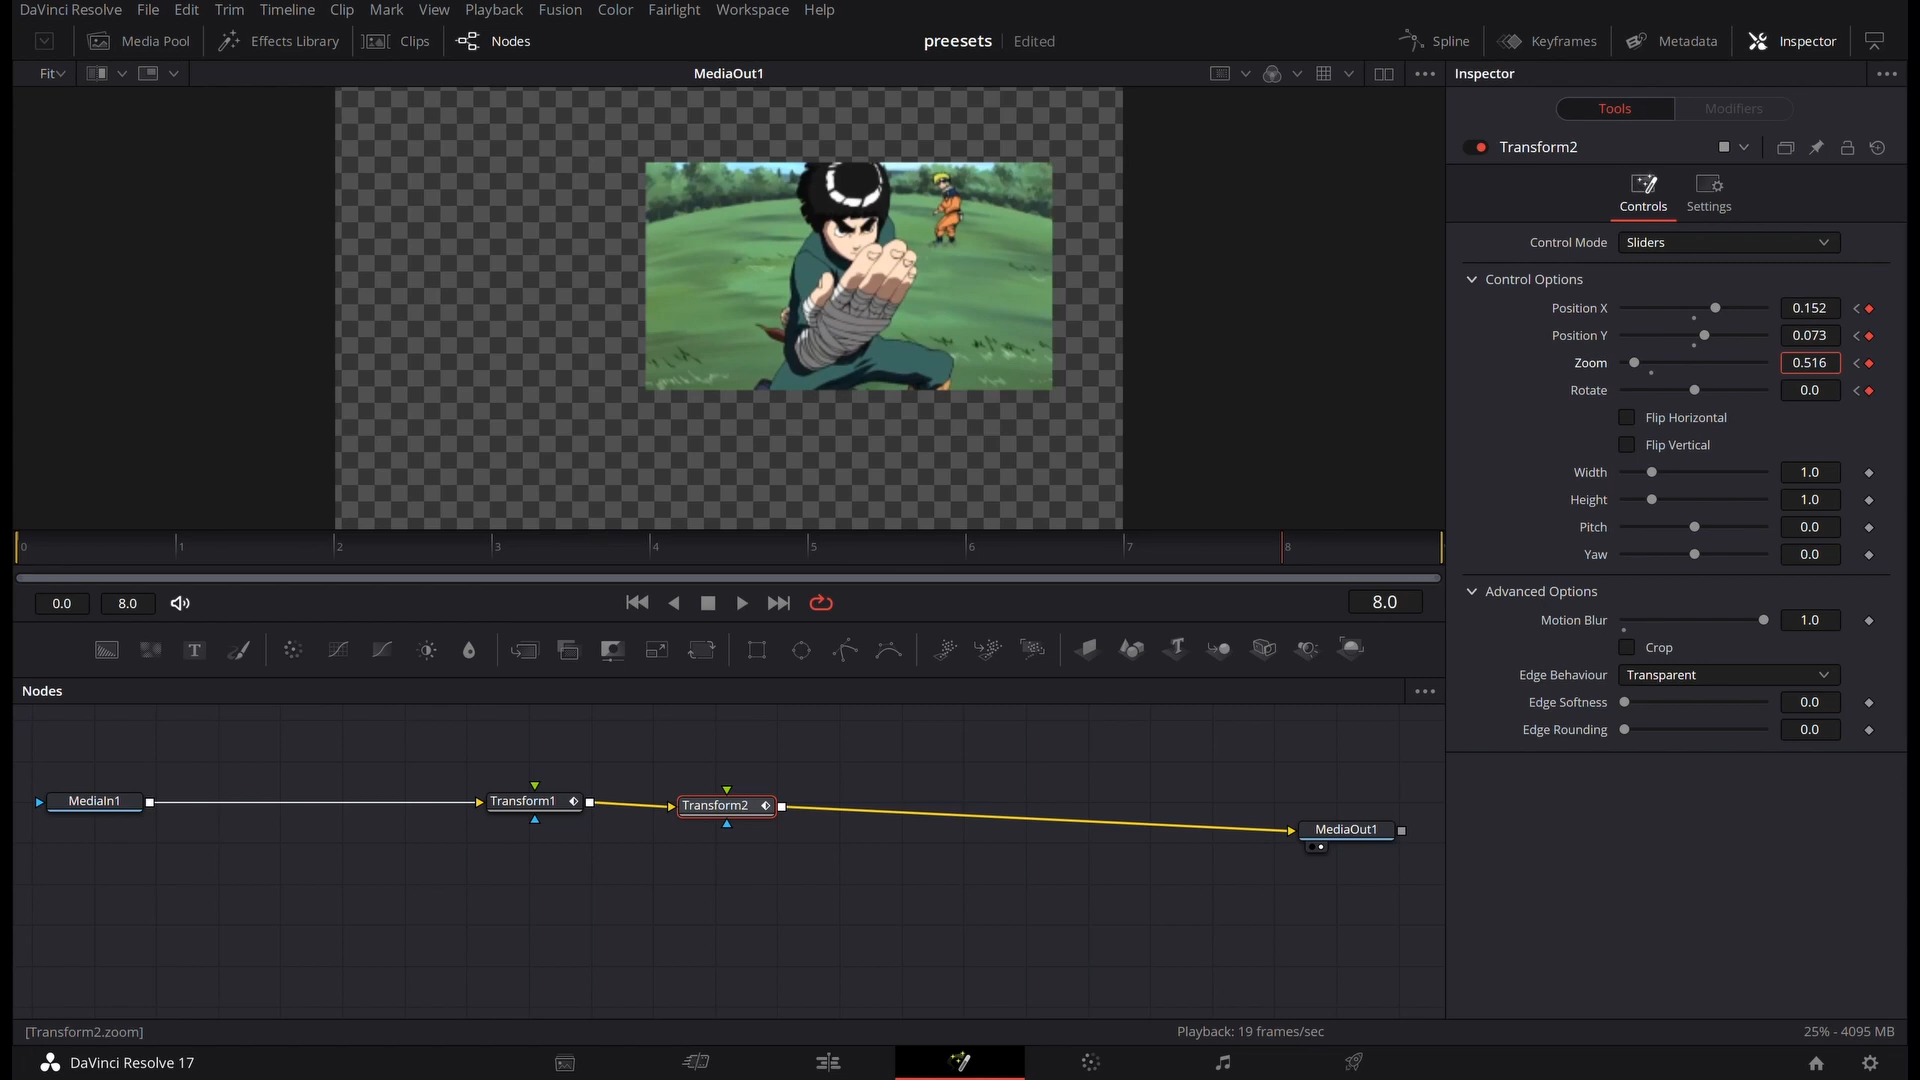 DaVinci Resolve File Edit Trim Timeline Clip Mark View Playback Fusion Color Fairlight Workspace Help
Media Pool Effects Library Clips Nodes preesets Edited Spline Keyframes Metadata Inspector
Fit MediaOut1 Inspector
Tools Modifiers
Transform2
Controls Settings
Control Mode Sliders
Control Options
Position X 0.152
Position Y 0.073
Zoom 0.516
Rotate 0.0
Flip Horizontal
Flip Vertical
Width 1.0
Height 1.0
Pitch 0.0
Yaw 0.0
Advanced Options
Motion Blur 1.0
Crop
Edge Behaviour Transparent
Edge Softness 0.0
Edge Rounding 0.0
0 1 2 3 4 5 6 7 8
0.0 8.0 8.0
Nodes
MediaIn1 Transform1 Transform2 MediaOut1
[Transform2.zoom] Playback: 19 frames/sec 25% - 4095 MB
DaVinci Resolve 17